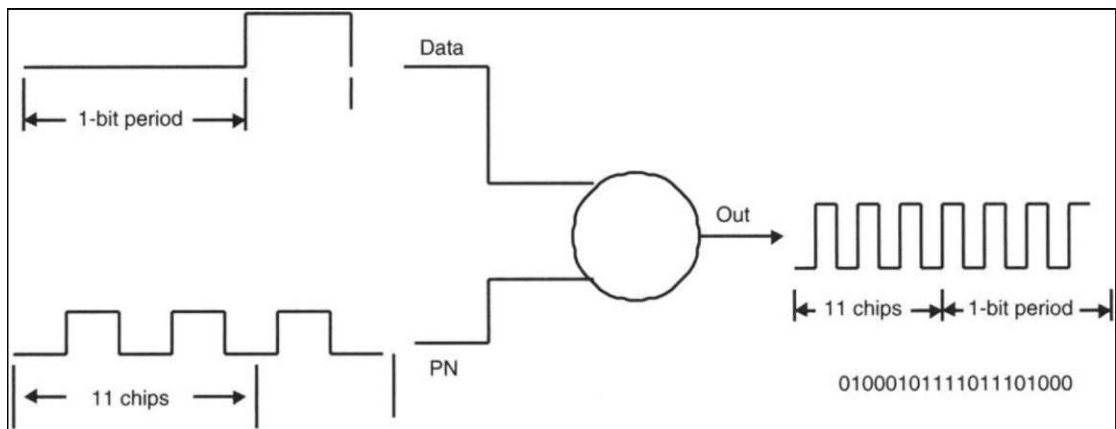 Data
1-bit period
Out
11 chips
1-bit period
PN
11 chips
01000101111011101000